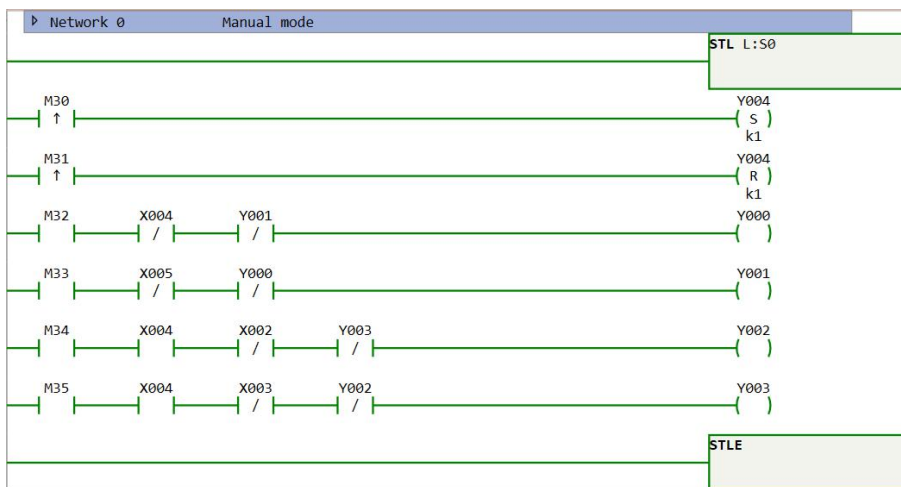 Network 0 Manual mode
STL L:S0
M30 Y004
↑ S
k1
M31 Y004
↑ R
k1
M32 X004 Y001 Y000
/ /
M33 X005 Y000 Y001
/ /
M34 X004 X002 Y003 Y002
/ /
M35 X004 X003 Y002 Y003
/ /
STLE